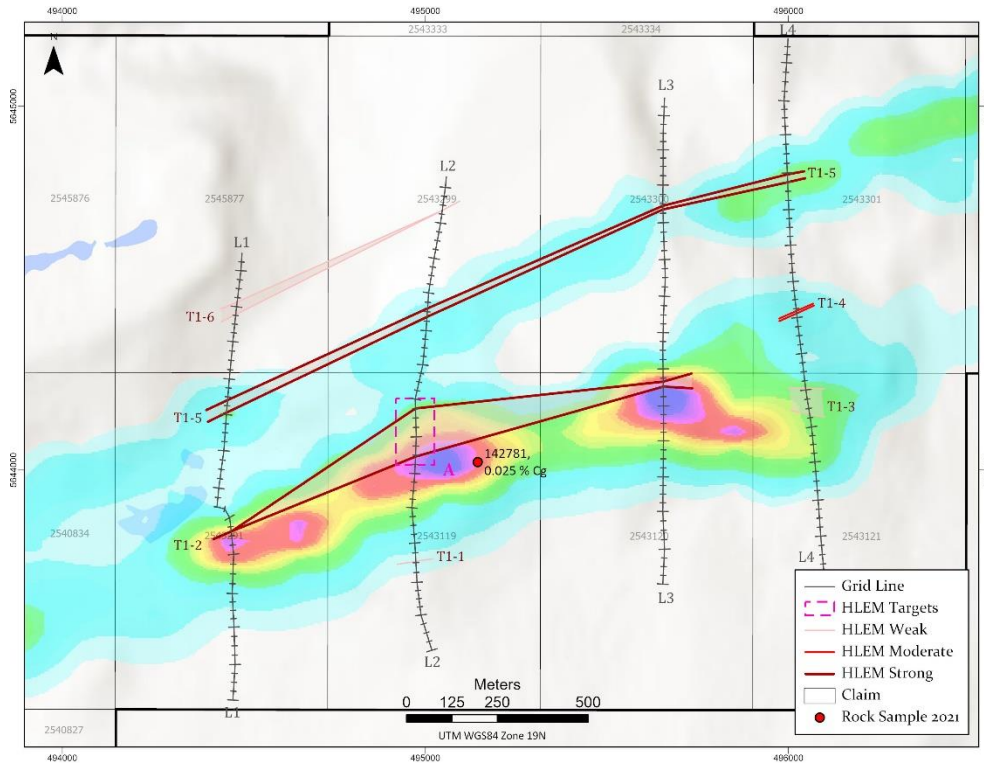 494000 495000 496000
2543333 2543334
N
L4
L3
5645000 5645000
L2
T1-5
2545876 2545877 2543300 2543301
L1
T1-6
T1-4
T1-3
T1-5
142781,
0.025 % Cg
A
5644000 5644000
T1-2
2540834 2543119 2543120 2543121
T1-1
L4
L3
L2
L1
Meters
0 125 250 500
UTM WGS84 Zone 19N
2540827
Grid Line
HLEM Targets
HLEM Weak
HLEM Moderate
HLEM Strong
Claim
Rock Sample 2021
494000 495000 496000